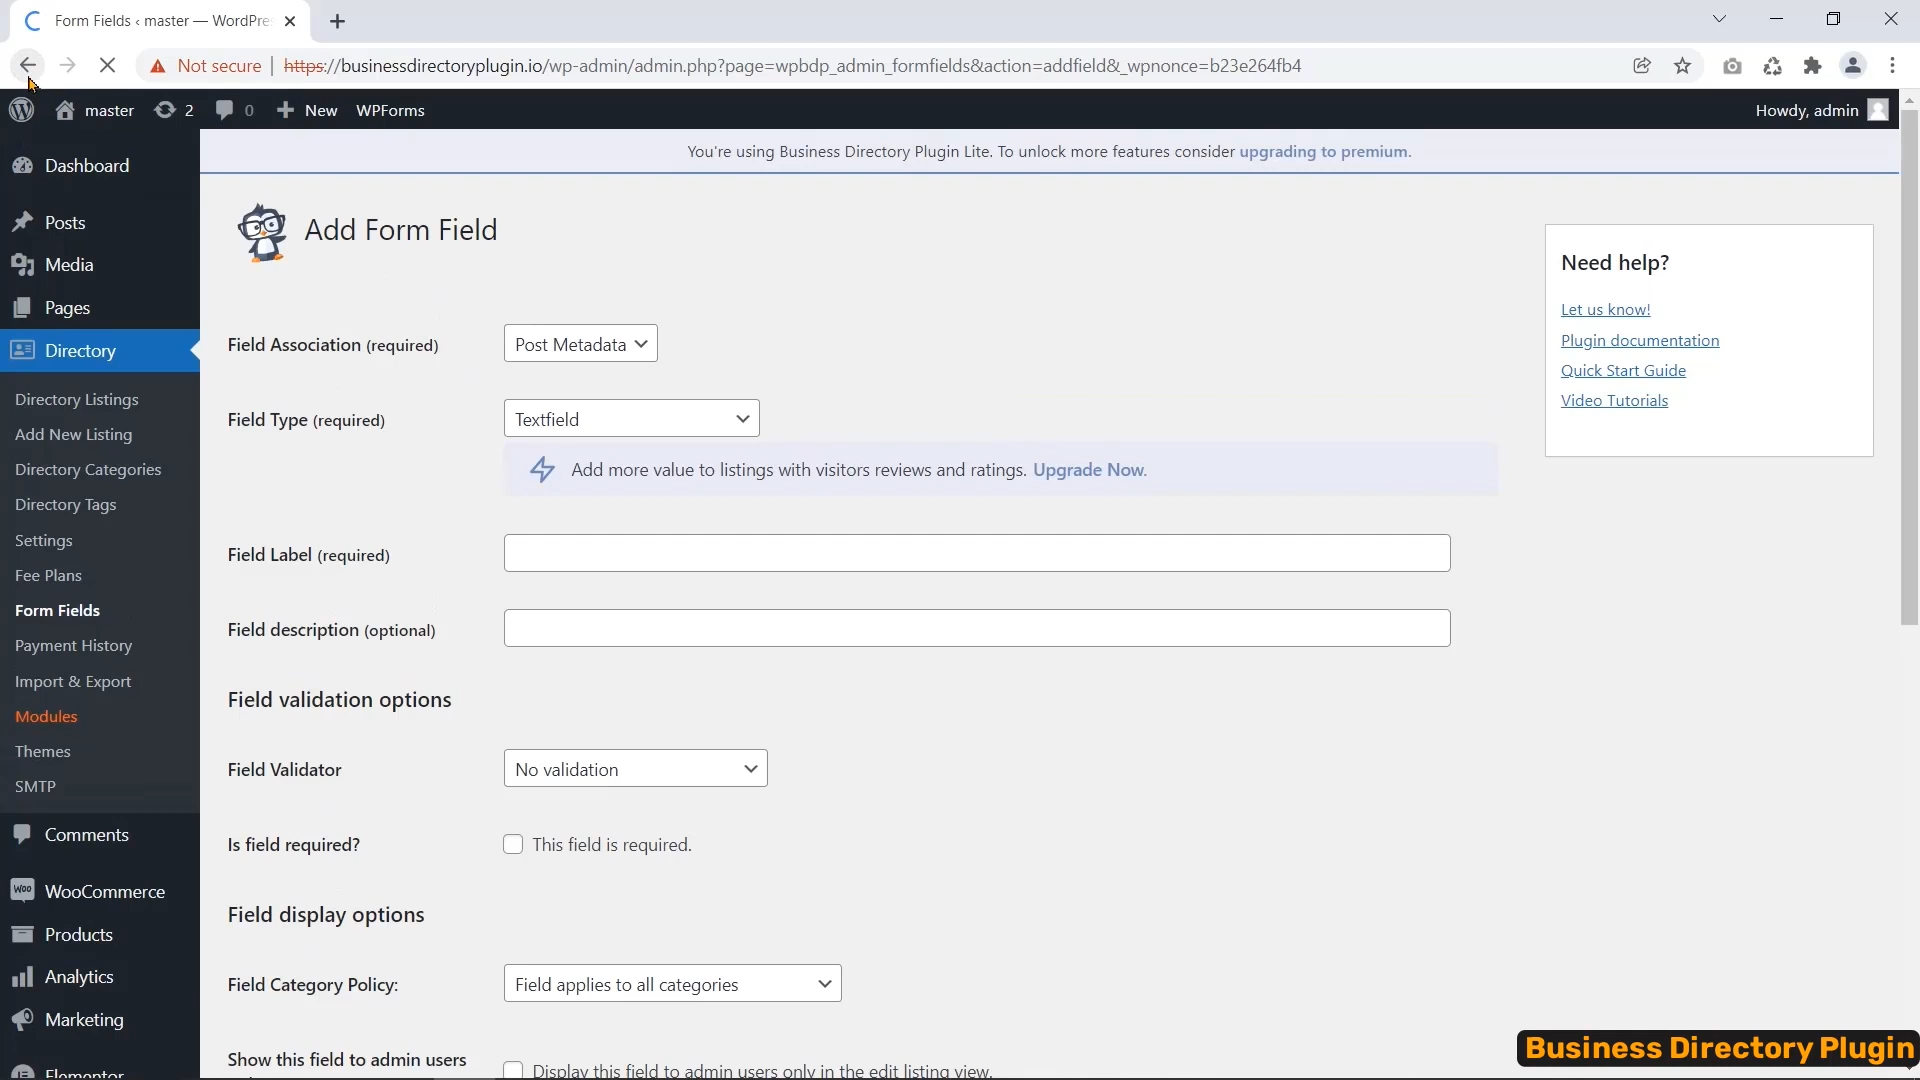 Form Fields ‹ master — WordPre
Not secure
https://businessdirectoryplugin.io/wp-admin/admin.php?page=wpbdp_admin_formfields&action=addfield&_wpnonce=b23e264fb4
master 2 0 New WPForms
Howdy, admin
You're using Business Directory Plugin Lite. To unlock more features consider upgrading to premium.
Dashboard
Posts
Media
Pages
Directory
Directory Listings
Add New Listing
Directory Categories
Directory Tags
Settings
Fee Plans
Form Fields
Payment History
Import & Export
Modules
Themes
SMTP
Comments
Woo WooCommerce
Products
Analytics
Marketing
Elementor
Add Form Field
Field Association (required)
Post Metadata
Field Type (required)
Textfield
Add more value to listings with visitors reviews and ratings. Upgrade Now.
Field Label (required)
Field description (optional)
Field validation options
Field Validator
No validation
Is field required?
This field is required.
Field display options
Field Category Policy:
Field applies to all categories
Show this field to admin users
Display this field to admin users only in the edit listing view.
Need help?
Let us know!
Plugin documentation
Quick Start Guide
Video Tutorials
Business Directory Plugin